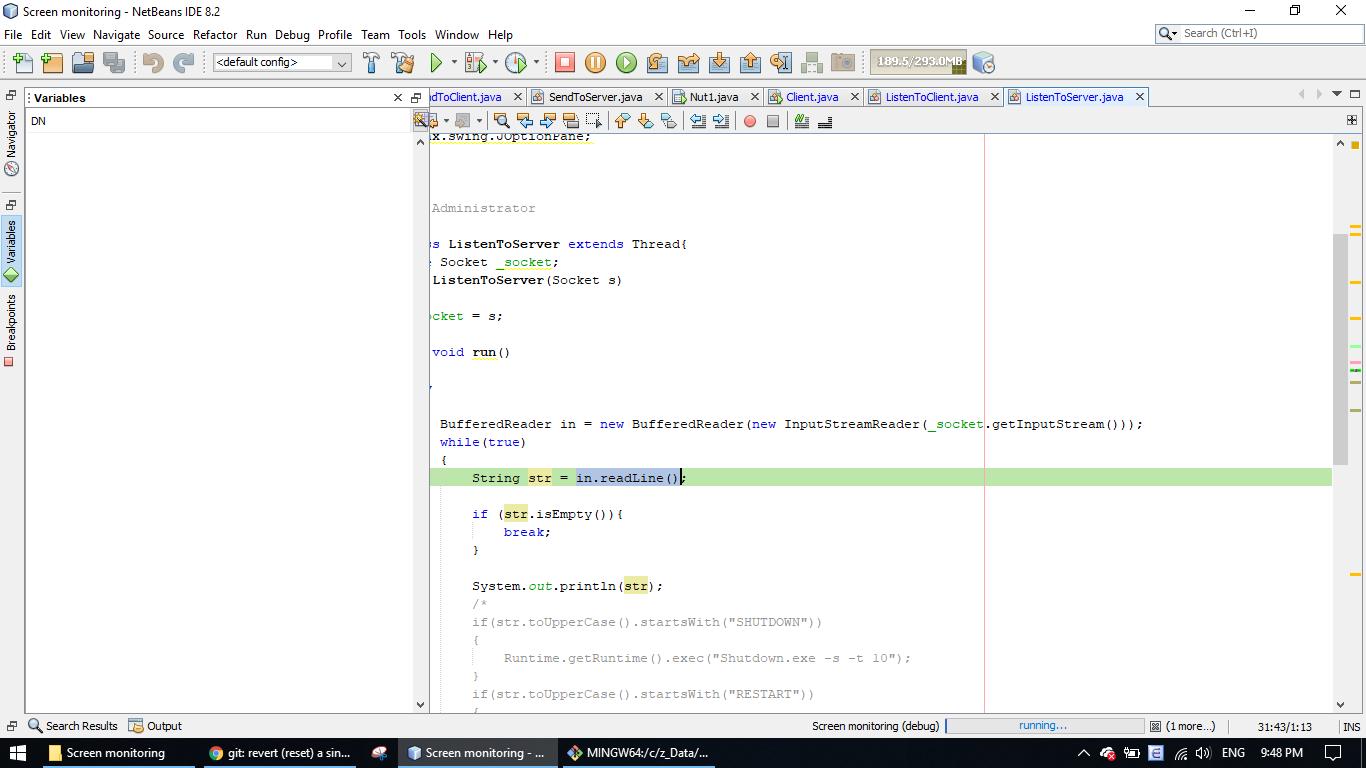 Screen monitoring - NetBeans IDE 8.2
File Edit View Navigate Source Refactor Run Debug Profile Team Tools Window Help
Search (Ctrl+I)
<default config>
189.5/293.0MB
Variables
ndToClient.java
SendToServer.java
Nut1.java
Client.java
ListenToClient.java
ListenToServer.java
DN
Navigator
Variables
Breakpoints
x.swing.JOptionPane;
Administrator
ss ListenToServer extends Thread{
Socket _socket;
ListenToServer(Socket s)
ocket = s;
void run()
BufferedReader in = new BufferedReader(new InputStreamReader(_socket.getInputStream()));
while(true)
{
String str = in.readLine();
if (str.isEmpty()){
break;
}
System.out.println(str);
/*
if(str.toUpperCase().startsWith("SHUTDOWN"))
{
Runtime.getRuntime().exec("Shutdown.exe -s -t 10");
}
if(str.toUpperCase().startsWith("RESTART"))
{
Search Results
Output
Screen monitoring (debug)
running...
(1 more...)
31:43/1:13
INS
Screen monitoring
git: revert (reset) a sin...
Screen monitoring - ...
MINGW64:/c/z_Data/...
ENG
9:48 PM